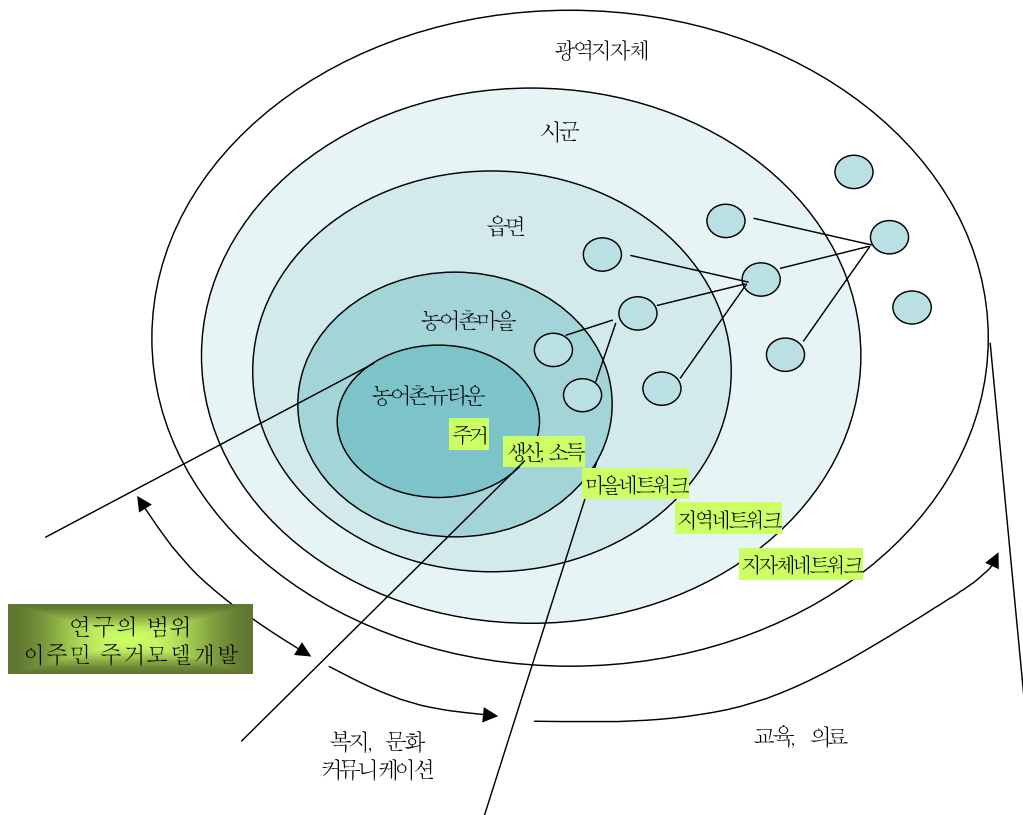 광역지자체
시군
읍면
농어촌마을
농어촌뉴타운
주거
생산, 소득
마을네트워크
지역네트워크
지자체네트워크
연구의 범위
이주민 주거모델개발
복지, 문화
커뮤니케이션
교육, 의료